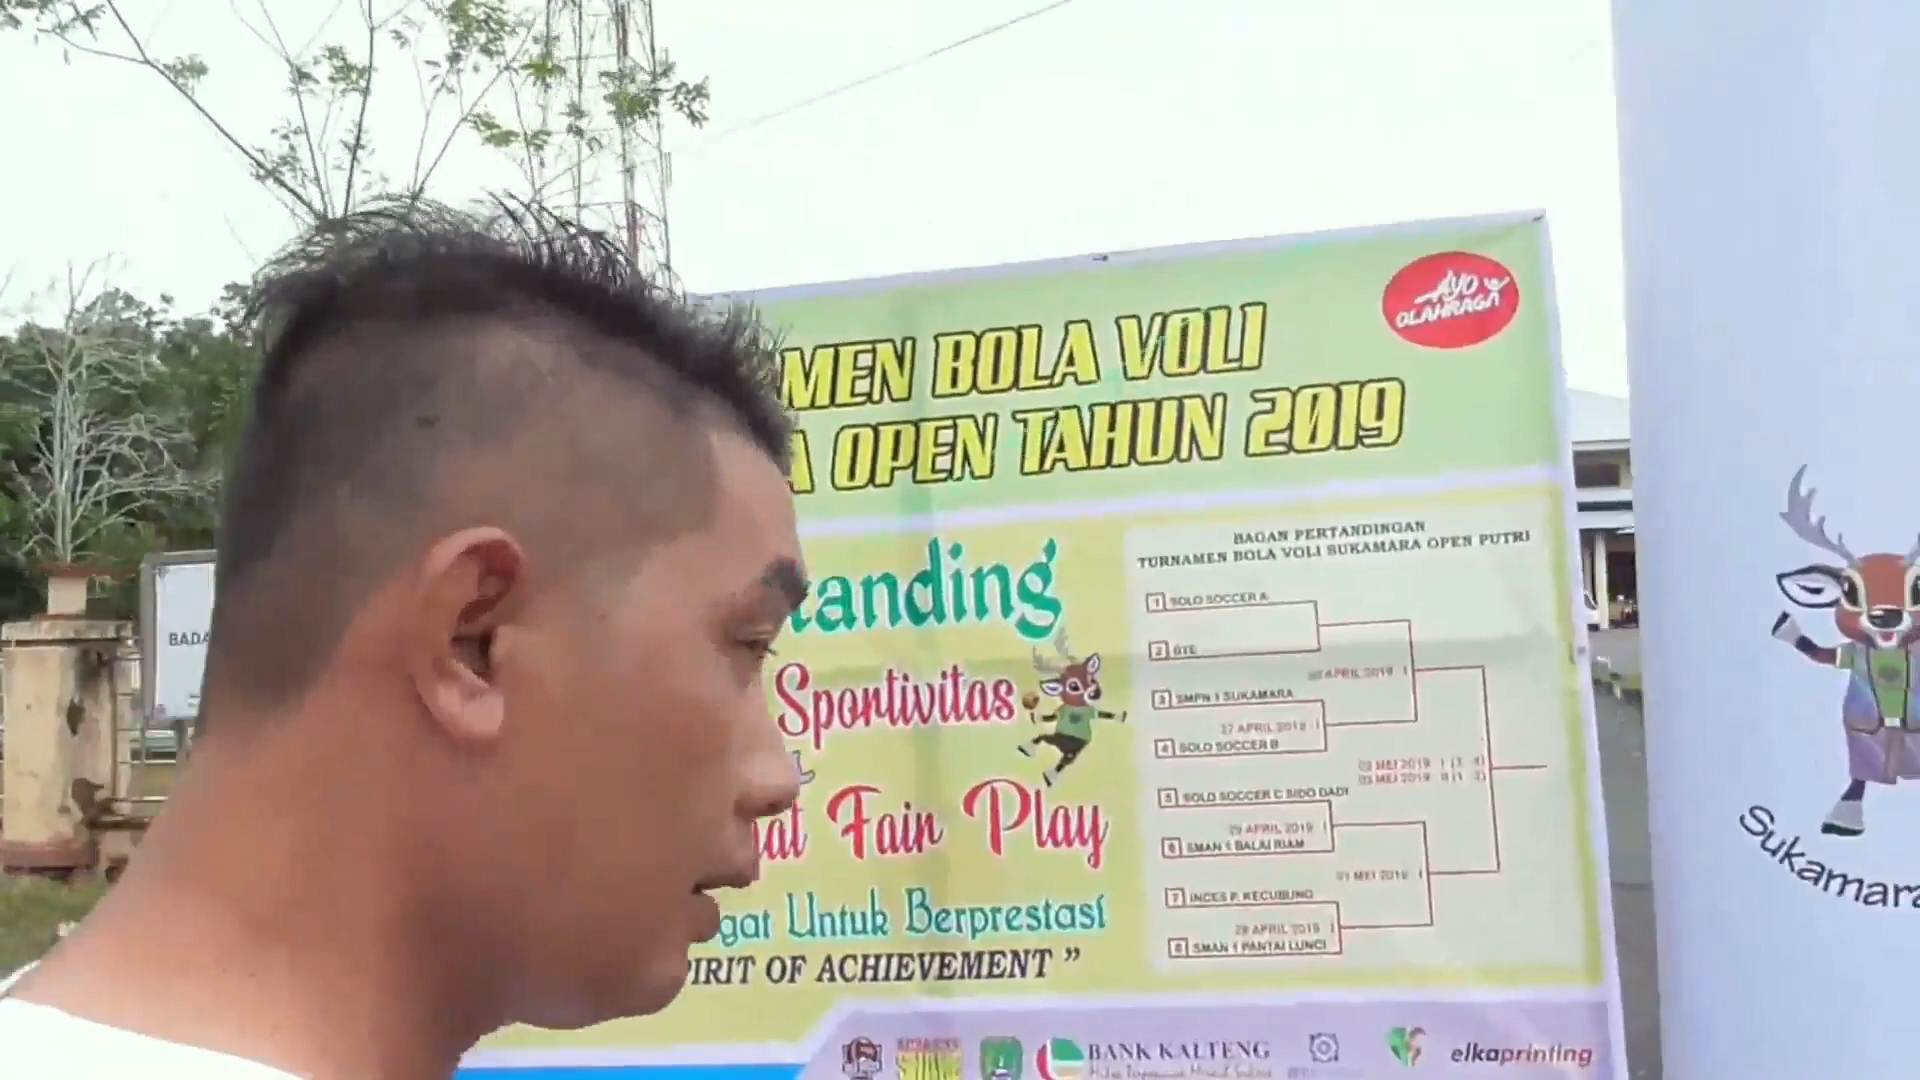 AYO
OLAHRAGA
MEN BOLA VOLI
A OPEN TAHUN 2019
tanding
Sportivitas
at Fair Play
gat Untuk Berprestasi
PIRIT OF ACHIEVEMENT "
BAGAN PERTANDINGAN
TURNAMEN BOLA VOLI SUKAMARA OPEN PUTRI
1 SOLO SOCCER A
2 GTE
3 SMPN 1 SUKAMARA
27 APRIL 2019
4 SOLO SOCCER B
02 MEI 2019
03 MEI 2019
5 SOLO SOCCER C SIDO DADI
29 APRIL 2019
6 SMAN 1 BALAI RIAM
01 MEI 2019
7 INCES P. KECUBUNG
28 APRIL 2019
8 SMAN 1 PANTAI LUNCI
BANK KALTENG
elkaprinting
BADA
Sukamara